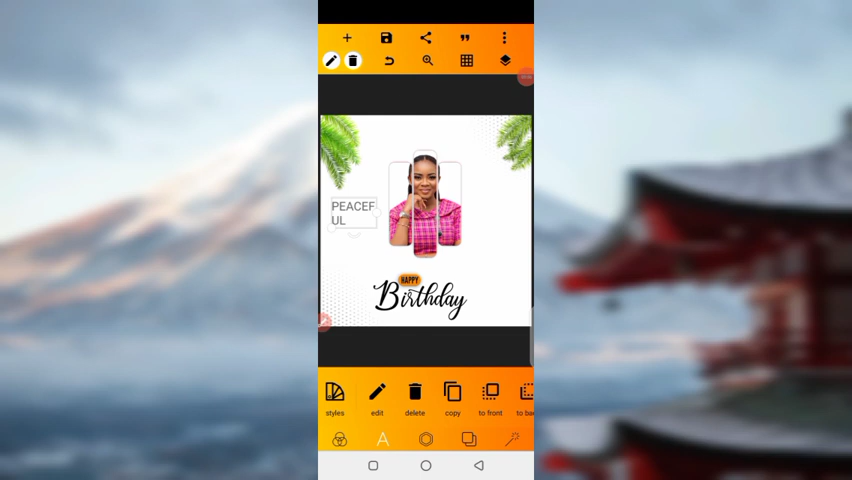 PEACEF
UL
HAPPY
Birthday
styles
edit
delete
copy
to front
to ba